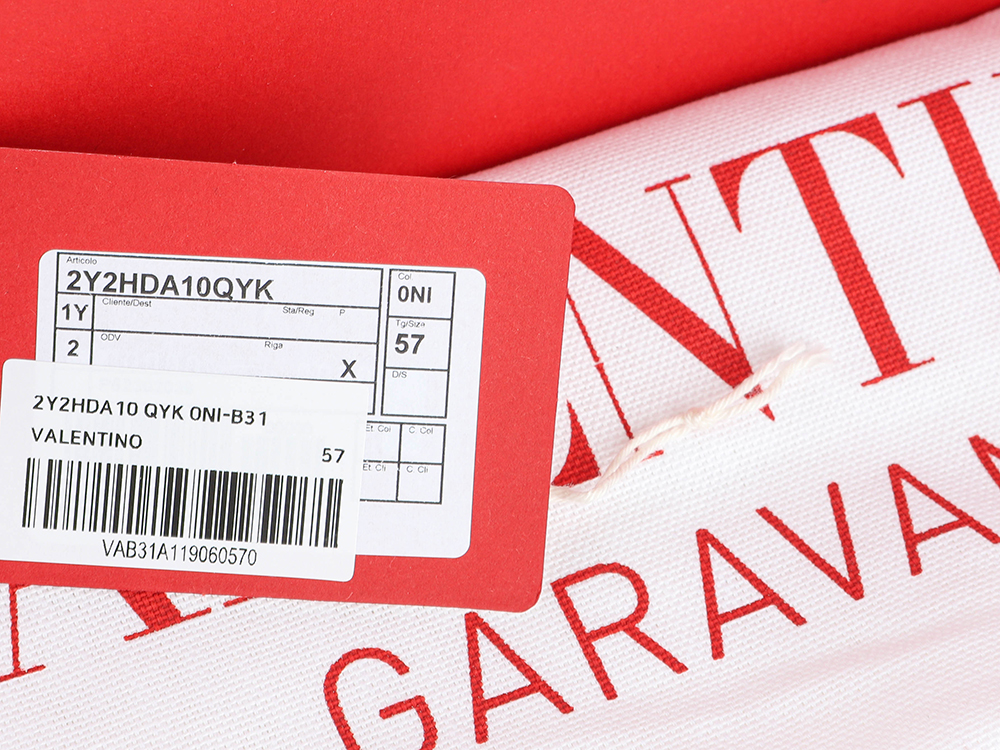 Articolo
2Y2HDA10QYK
Col
0NI
1Y
Cliente/Dest
Sta/Reg
P
Tg/Size
57
2
ODV
Riga
X
D/S
Et. Col
C. Col
Et. Cli
C. Cli
2Y2HDA10 QYK 0NI-B31
VALENTINO
57
VAB31A119060570
NTI
GARAVA